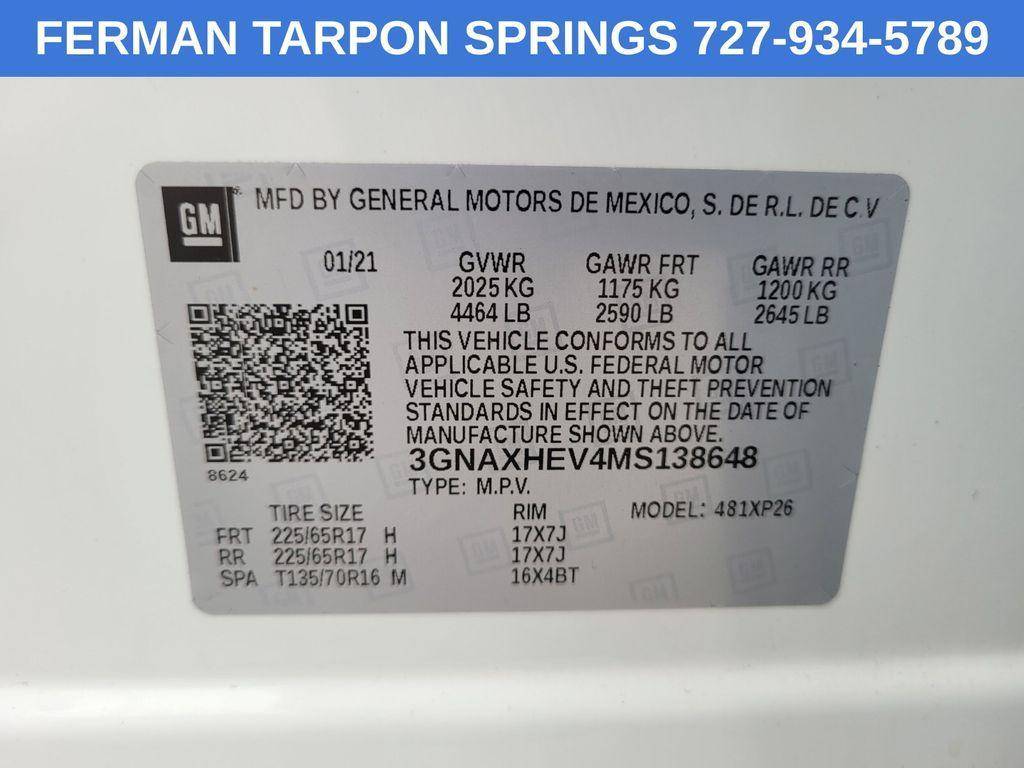 FERMAN TARPON SPRINGS 727-934-5789
GM
MFD BY GENERAL MOTORS DE MEXICO, S. DE R.L. DE C.V
01/21 GVWR GAWR FRT GAWR RR
2025 KG 1175 KG 1200 KG
4464 LB 2590 LB 2645 LB
THIS VEHICLE CONFORMS TO ALL
APPLICABLE U.S. FEDERAL MOTOR
VEHICLE SAFETY AND THEFT PREVENTION
STANDARDS IN EFFECT ON THE DATE OF
MANUFACTURE SHOWN ABOVE.
3GNAXHEV4MS138648
8624
TYPE: M.P.V.
TIRE SIZE RIM MODEL: 481XP26
FRT 225/65R17 H 17X7J
RR 225/65R17 H 17X7J
SPA T135/70R16 M 16X4BT